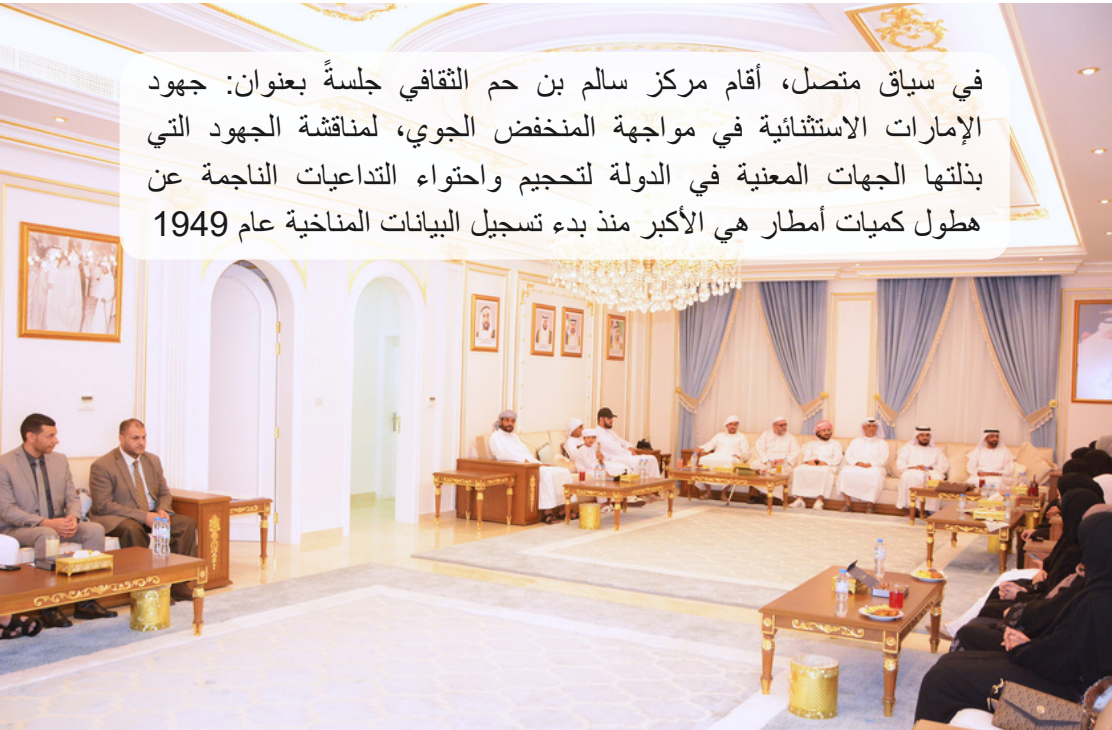 في سياق متصل، أقام مركز سالم بن حم الثقافي جلسةً بعنوان: جهود
الإمارات الاستثنائية في مواجهة المنخفض الجوي، لمناقشة الجهود التي
بذلتها الجهات المعنية في الدولة لتحجيم واحتواء التداعيات الناجمة عن
هطول كميات أمطار هي الأكبر منذ بدء تسجيل البيانات المناخية عام 1949